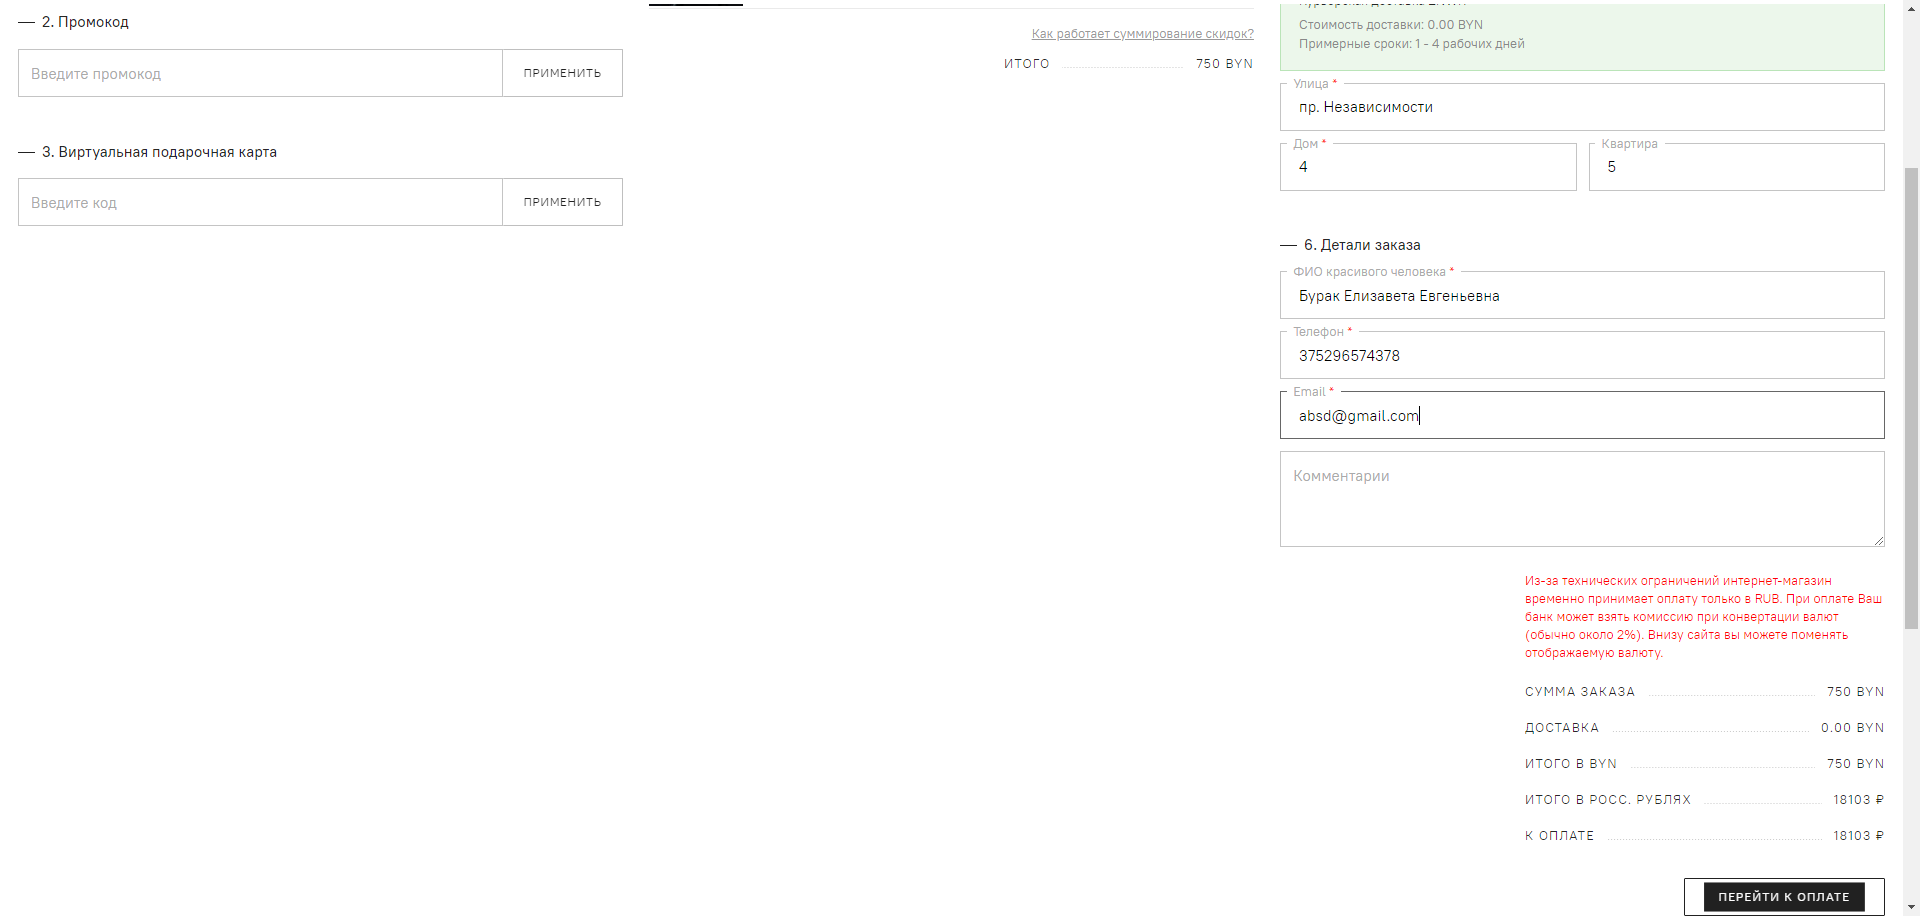 2. Промокод
Введите промокод
ПРИМЕНИТЬ
3. Виртуальная подарочная карта
Введите код
ПРИМЕНИТЬ
Как работает суммирование скидок?
ИТОГО 750 BYN
Стоимость доставки: 0.00 BYN
Примерные сроки: 1 - 4 рабочих дней
Улица *
пр. Независимости
Дом *
4
Квартира
5
6. Детали заказа
ФИО красивого человека *
Бурак Елизавета Евгеньевна
Телефон *
375296574378
Email *
absd@gmail.com
Комментарии
Из-за технических ограничений интернет-магазин
временно принимает оплату только в RUB. При оплате Ваш
банк может взять комиссию при конвертации валют
(обычно около 2%). Внизу сайта вы можете поменять
отображаемую валюту.
СУММА ЗАКАЗА 750 BYN
ДОСТАВКА 0.00 BYN
ИТОГО В BYN 750 BYN
ИТОГО В РОСС. РУБЛЯХ 18103 ₽
К ОПЛАТЕ 18103 ₽
ПЕРЕЙТИ К ОПЛАТЕ